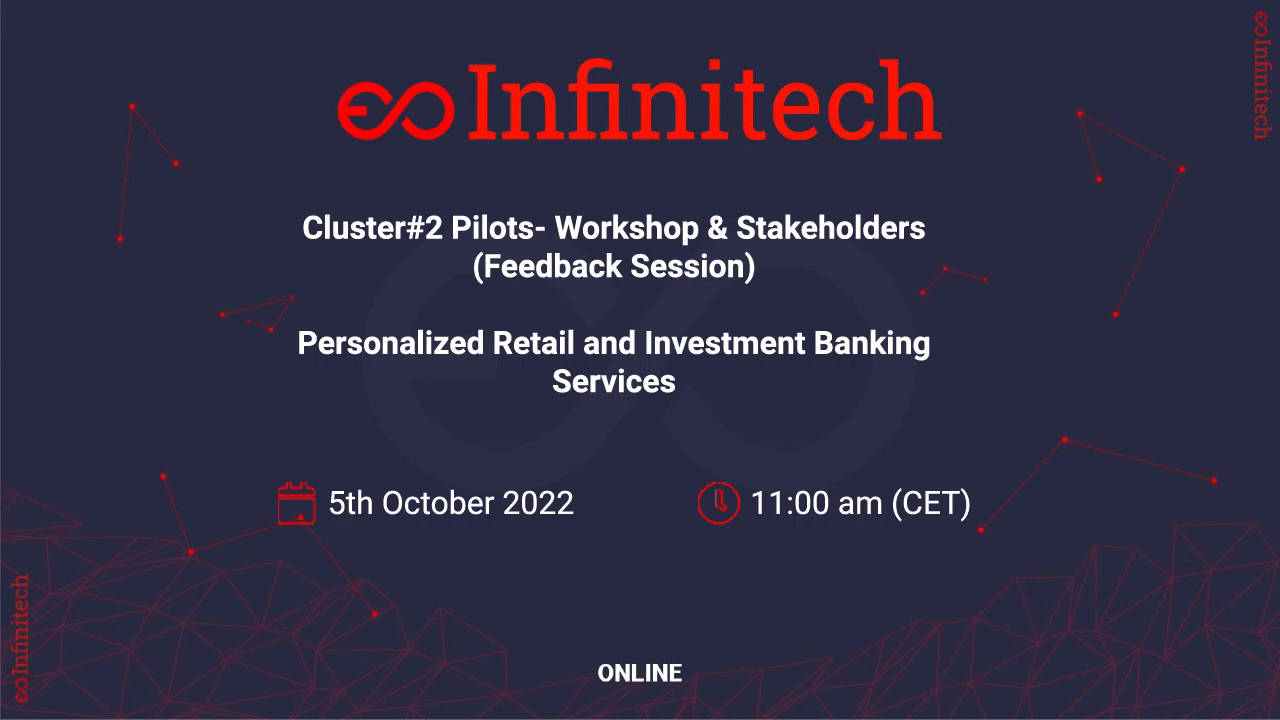 Infinitech
Infinitech
Cluster#2 Pilots- Workshop & Stakeholders
(Feedback Session)
Personalized Retail and Investment Banking
Services
5th October 2022
11:00 am (CET)
Infinitech
ONLINE